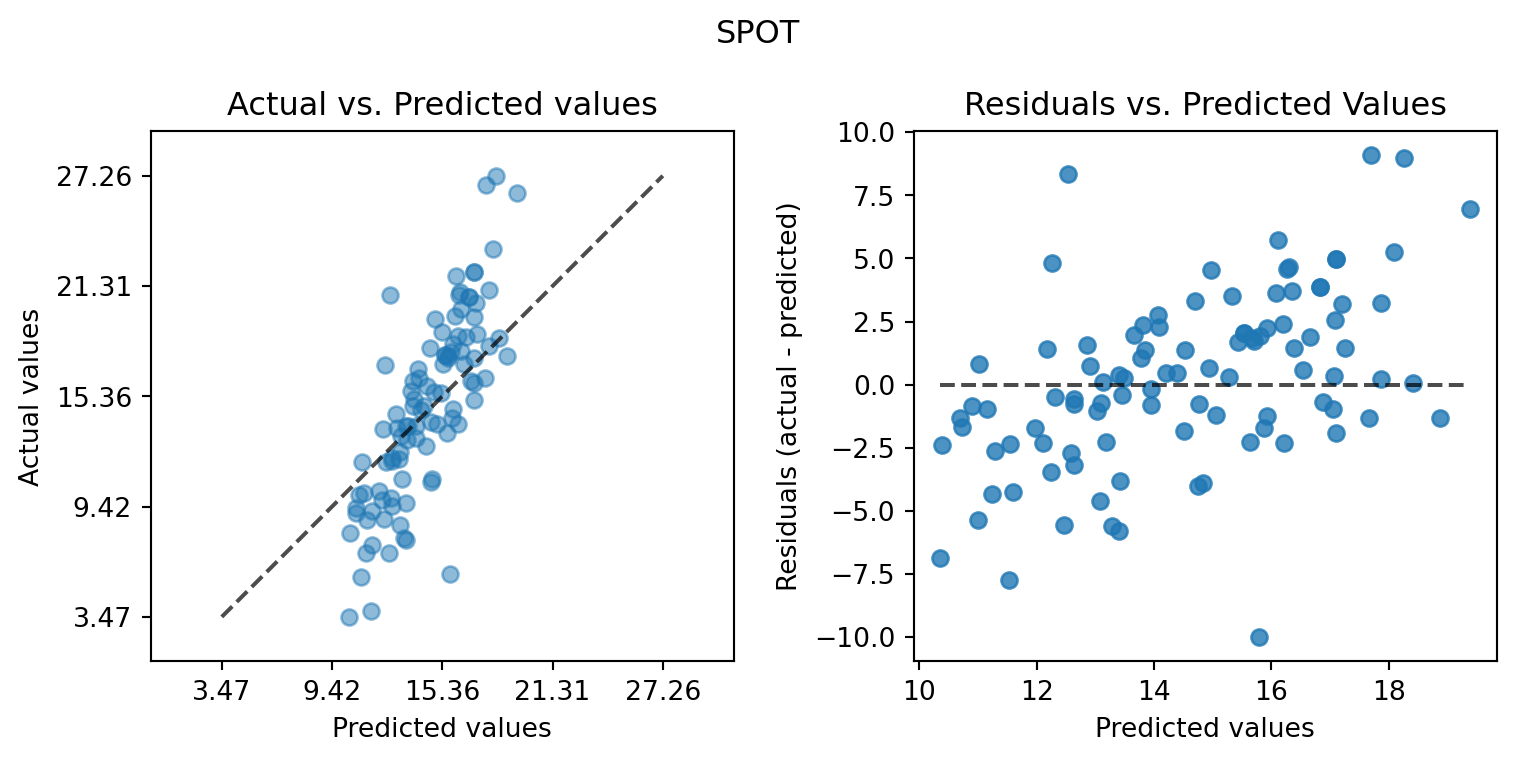 SPOT
Actual vs. Predicted values
Actual values
27.26
21.31
15.36
9.42
3.47
3.47 9.42 15.36 21.31 27.26
Predicted values
Residuals vs. Predicted Values
Residuals (actual - predicted)
10.0
7.5
5.0
2.5
0.0
−2.5
−5.0
−7.5
−10.0
10 12 14 16 18
Predicted values